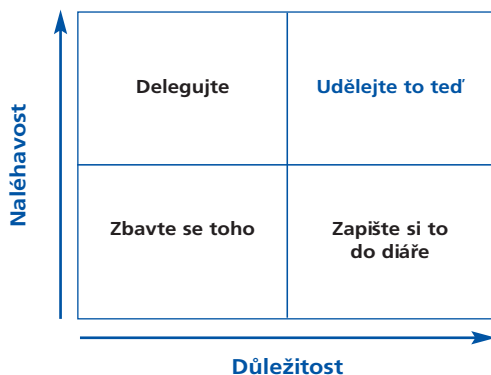 Naléhavost
Delegujte
Udělejte to teď
Zbavte se toho
Zapište si to
do diáře
Důležitost